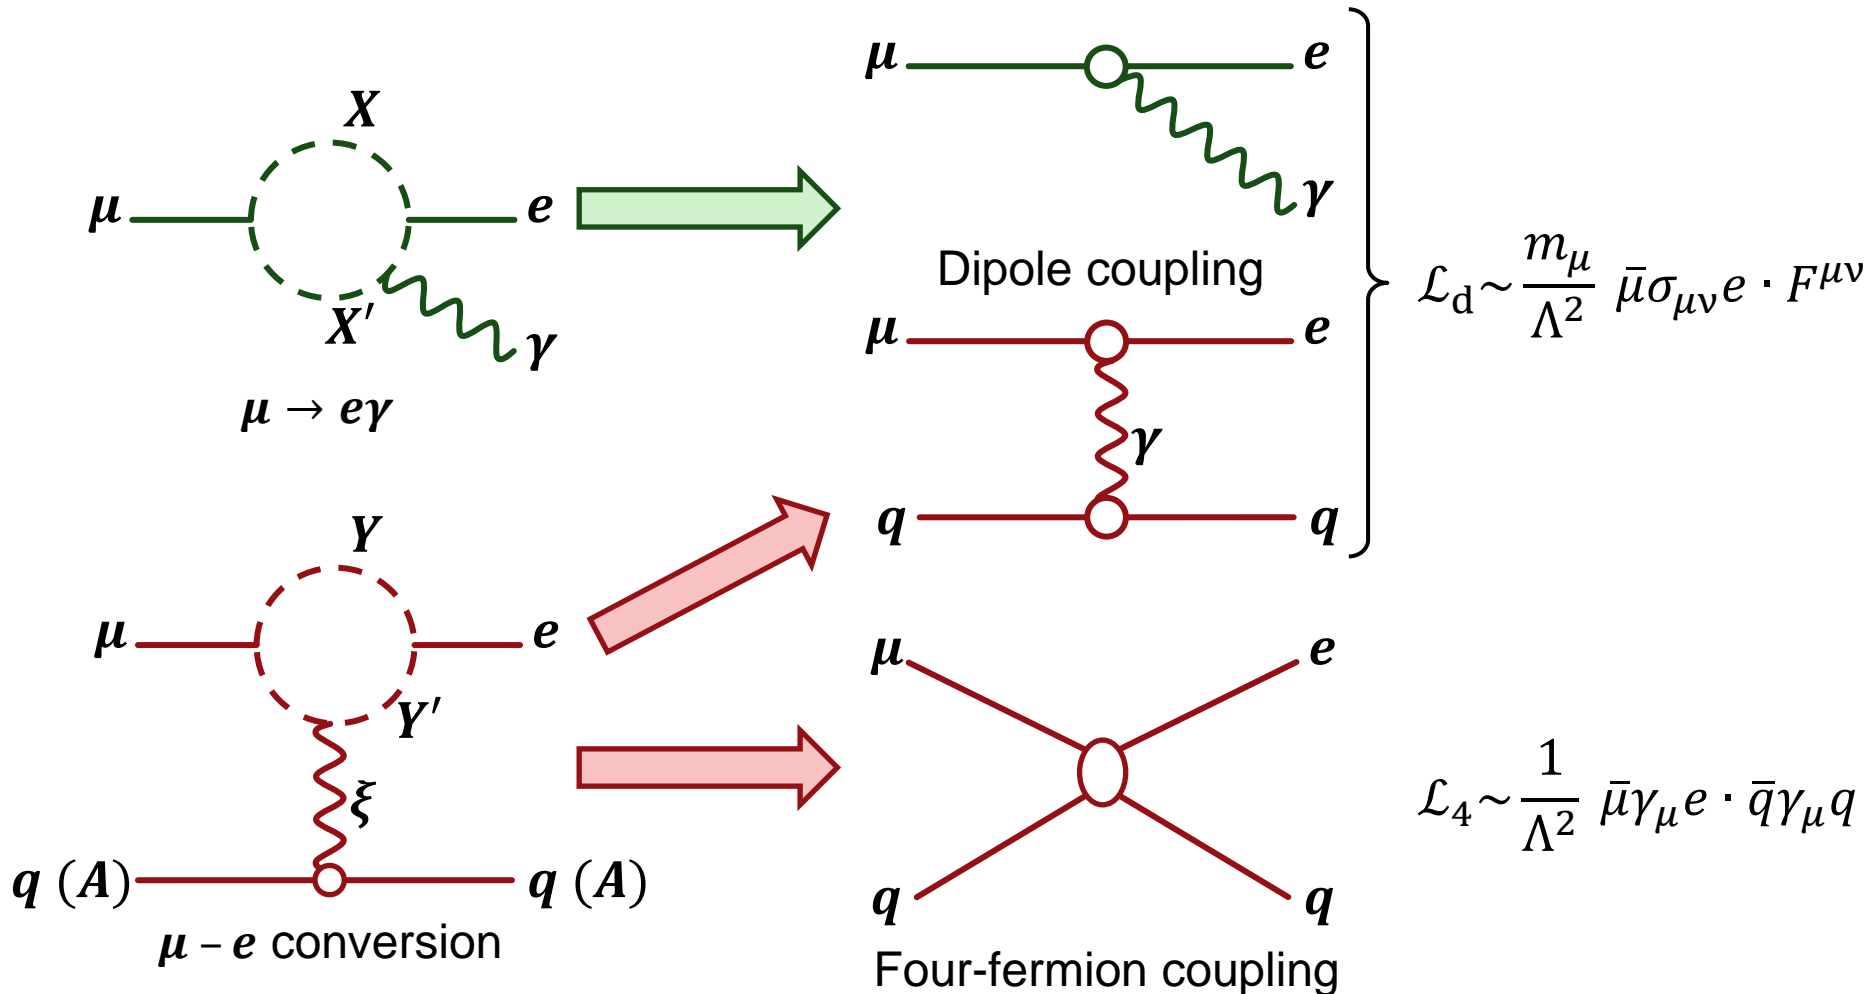 X
μ
e
X′
γ
μ → eγ
μ
e
γ
Dipole coupling
μ
e
γ
q
q
ℒd~ mμ/Λ² μ̄σμνe · Fμν
Y
μ
e
Y′
ξ
q (A)
q (A)
μ – e conversion
μ
e
q
q
Four-fermion coupling
ℒ4~ 1/Λ² μ̄γμe · q̄γμq